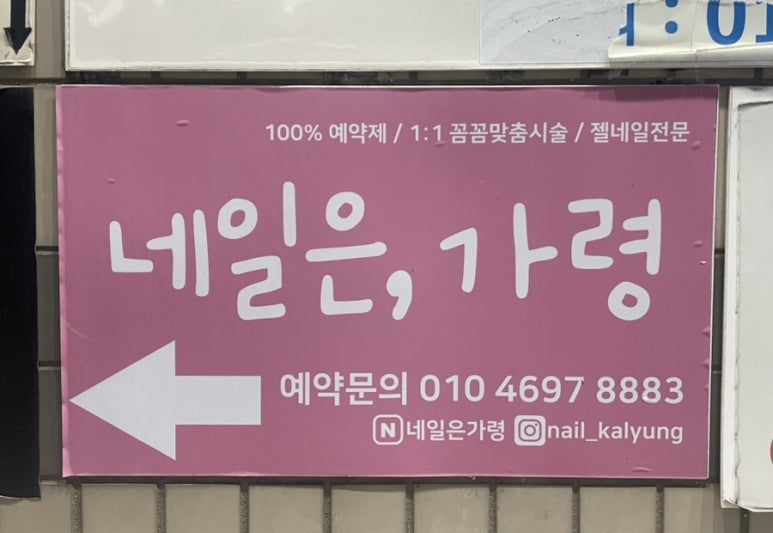 : 01
100% 예약제 / 1:1 꼼꼼맞춤시술 / 젤네일전문
네일은, 가령
예약문의 010 4697 8883
N 네일은가령 nail_kalyung